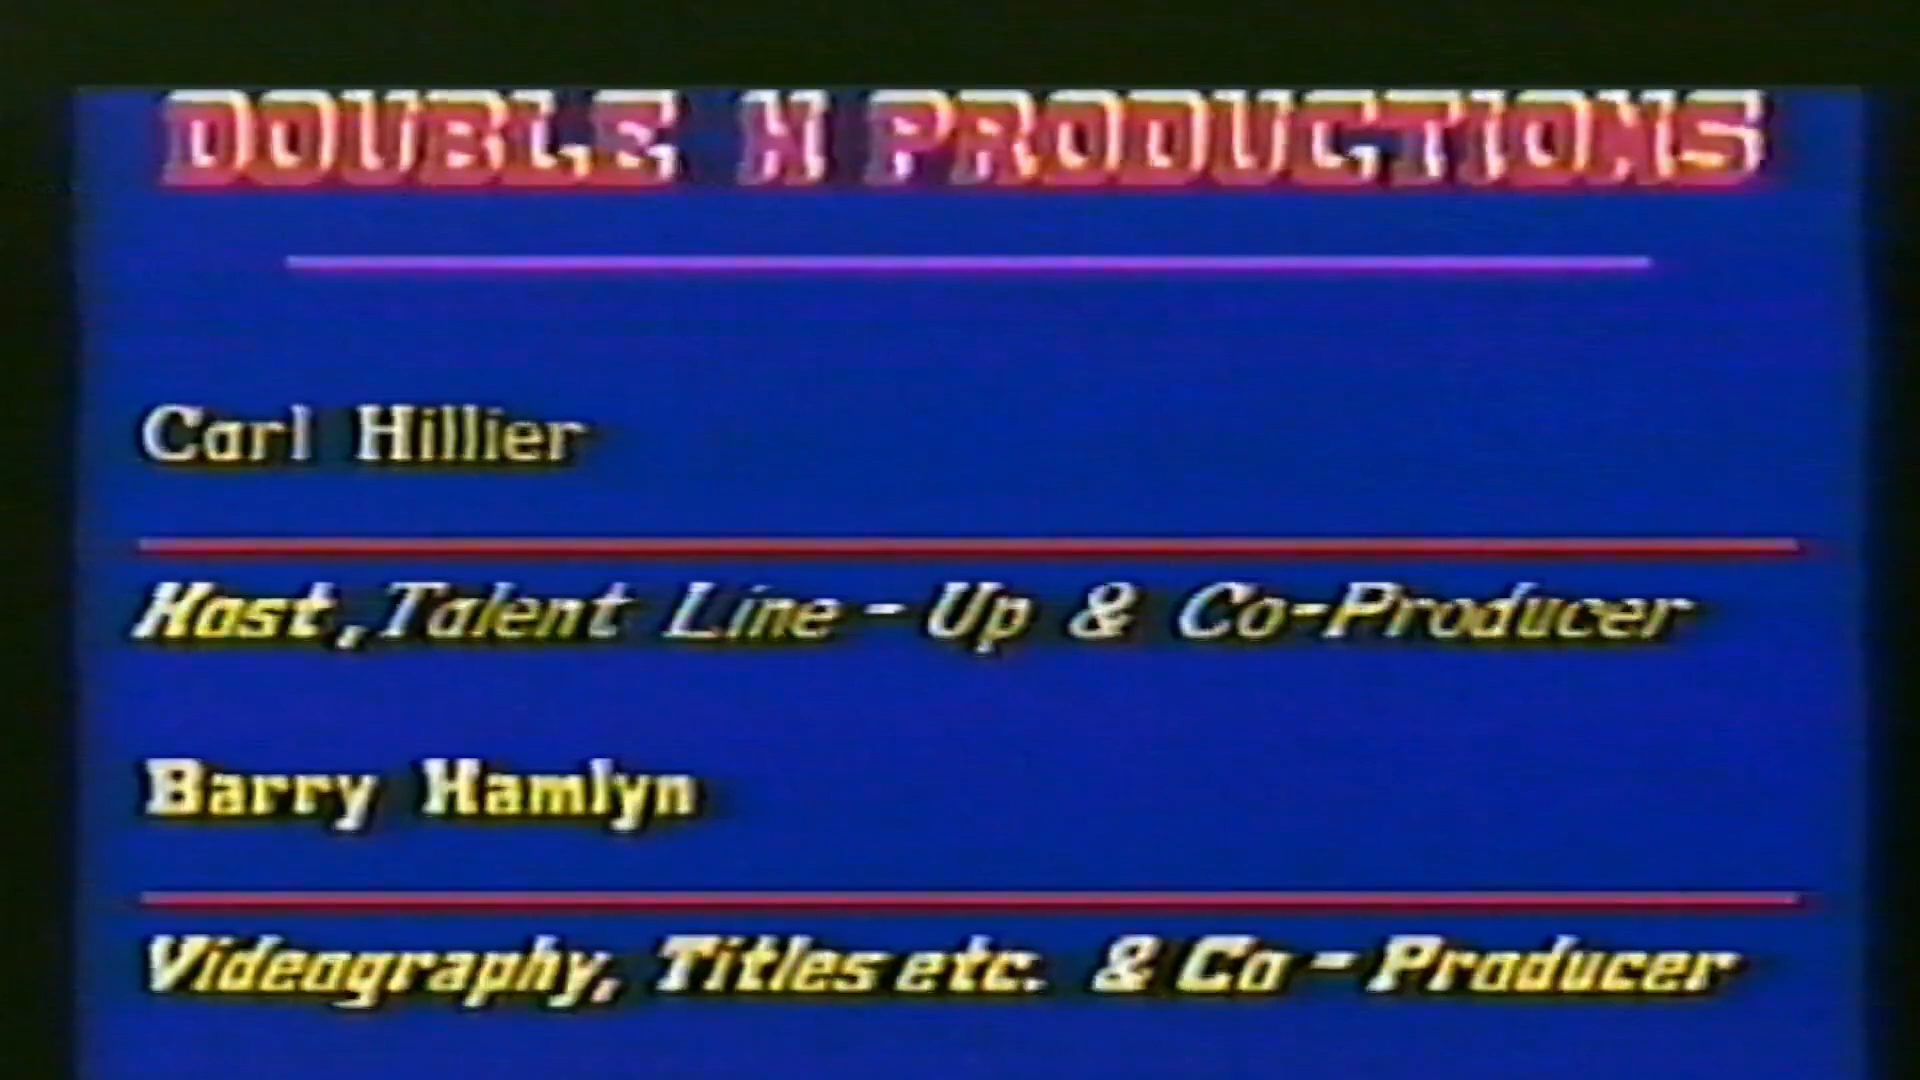 DOUBLE H PRODUCTIONS
Carl Hillier
Host, Talent Line - Up & Co-Producer
Barry Hamlyn
Videography, Titles etc. & Co - Producer